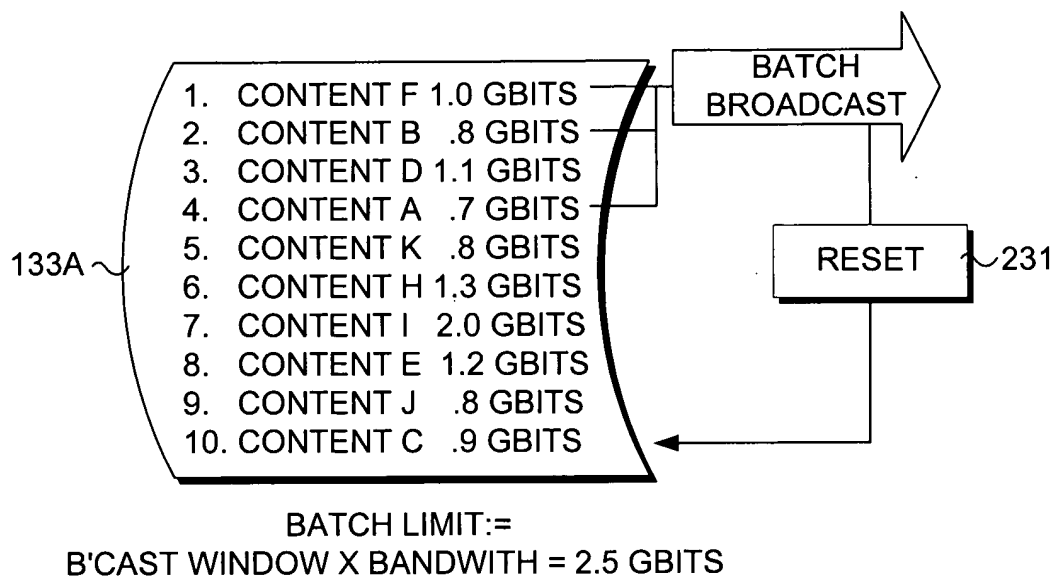 BATCH
BROADCAST
1. CONTENT F 1.0 GBITS
2. CONTENT B .8 GBITS
3. CONTENT D 1.1 GBITS
4. CONTENT A .7 GBITS
5. CONTENT K .8 GBITS
6. CONTENT H 1.3 GBITS
7. CONTENT I 2.0 GBITS
8. CONTENT E 1.2 GBITS
9. CONTENT J .8 GBITS
10. CONTENT C .9 GBITS
133A
RESET
231
BATCH LIMIT:=
B'CAST WINDOW X BANDWITH = 2.5 GBITS